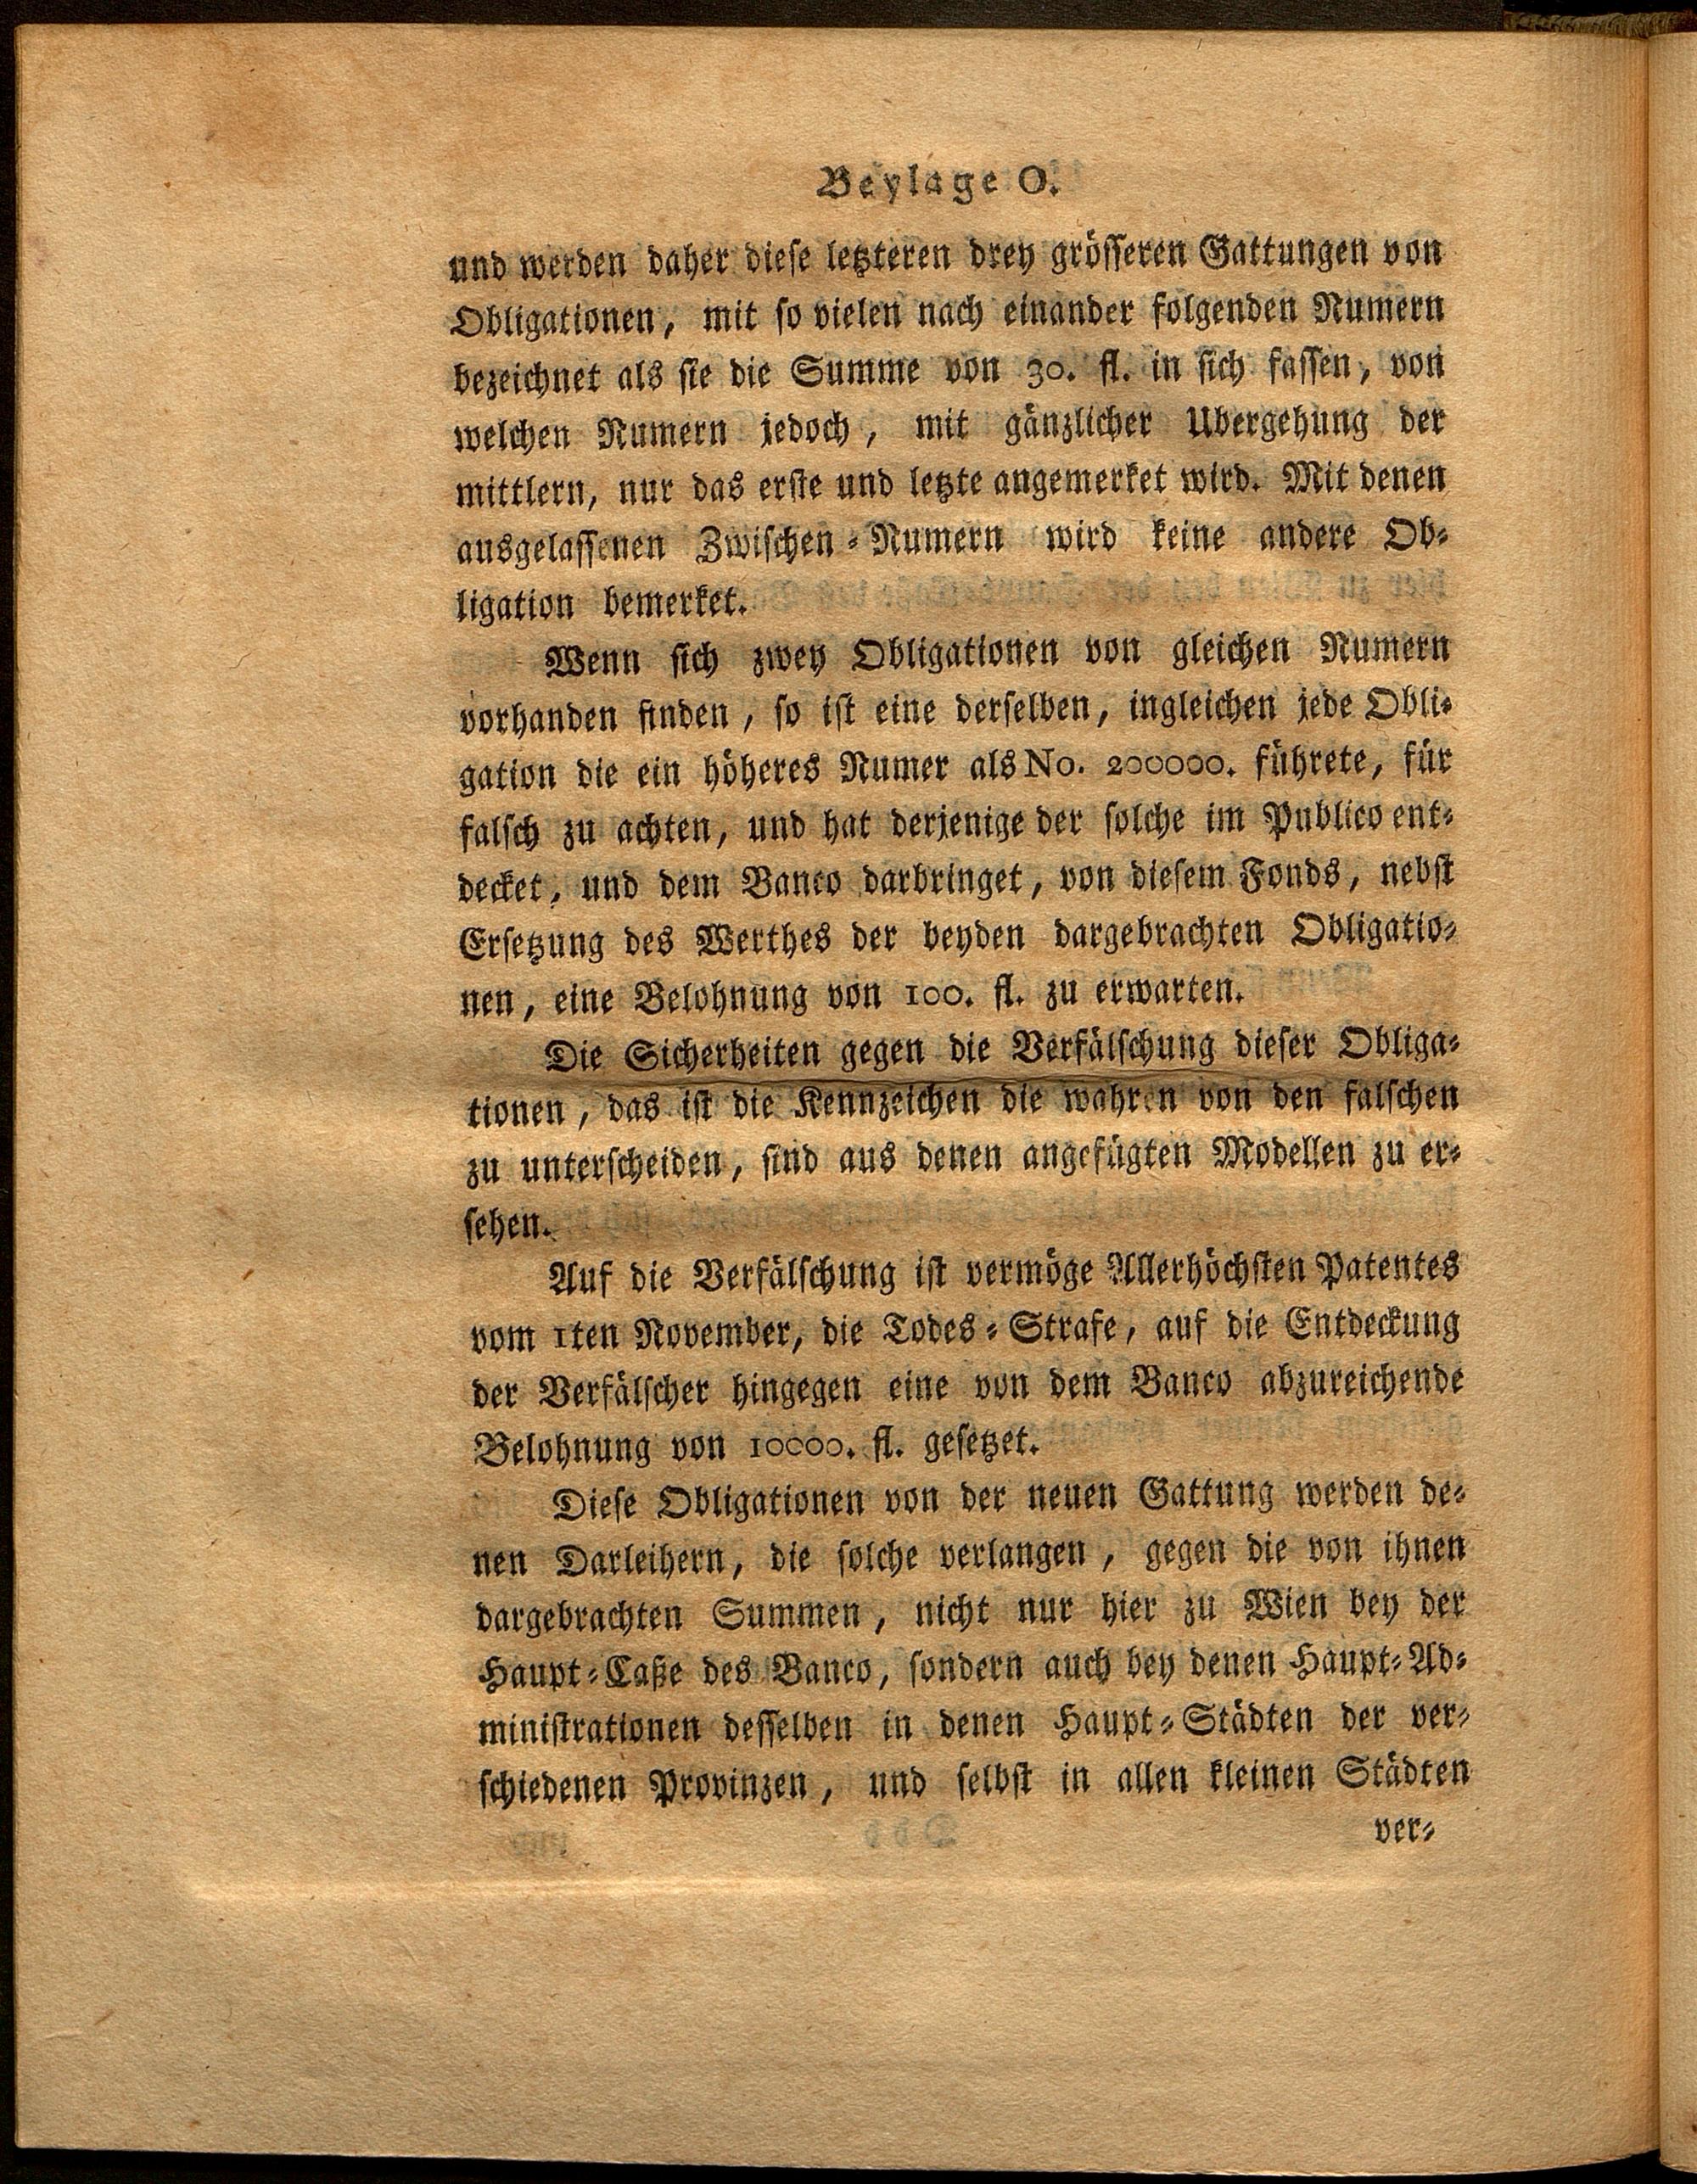 Beylage O.
und werden daher diese letzteren drey grösseren Gattungen von
Obligationen, mit so vielen nach einander folgenden Numern
bezeichnet als sie die Summe von 30. fl. in sich fassen, von
welchen Numern jedoch, mit gänzlicher Ubergehung der
mittlern, nur das erste und letzte angemerket wird. Mit denen
ausgelassenen Zwischen-Numern wird keine andere Ob-
ligation bemerket.
Wenn sich zwey Obligationen von gleichen Numern
vorhanden finden, so ist eine derselben, ingleichen jede Obli-
gation die ein höheres Numer als No. 200000. führete, für
falsch zu achten, und hat derjenige der solche im Publico ent-
decket, und dem Banco darbringet, von diesem Fonds, nebst
Ersetzung des Werthes der beyden dargebrachten Obligatio-
nen, eine Belohnung von 100. fl. zu erwarten.
Die Sicherheiten gegen die Verfälschung dieser Obliga-
tionen, das ist die Kennzeichen die wahren von den falschen
zu unterscheiden, sind aus denen angefügten Modellen zu er-
sehen.
Auf die Verfälschung ist vermöge Allerhöchsten Patentes
vom 1ten November, die Todes-Strafe, auf die Entdeckung
der Verfälscher hingegen eine von dem Banco abzureichende
Belohnung von 10000. fl. gesetzet.
Diese Obligationen von der neuen Gattung werden de-
nen Darleihern, die solche verlangen, gegen die von ihnen
dargebrachten Summen, nicht nur hier zu Wien bey der
Haupt-Caße des Banco, sondern auch bey denen Haupt-Ad-
ministrationen desselben in denen Haupt-Städten der ver-
schiedenen Provinzen, und selbst in allen kleinen Städten
ver-